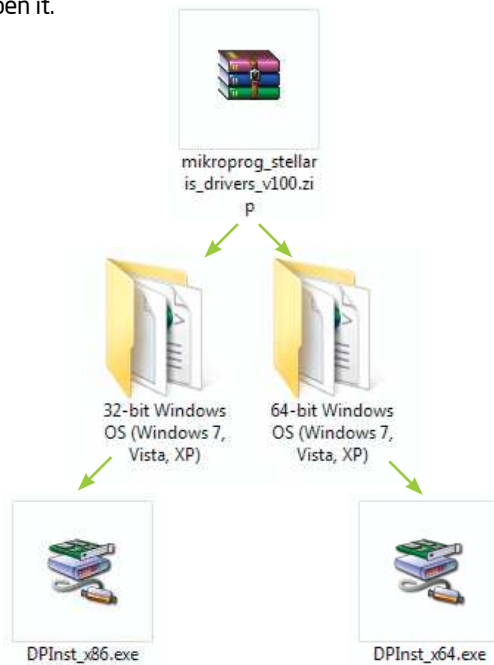 pen it.
mikroprog_stellar
is_drivers_v100.zi
p
32-bit Windows
OS (Windows 7,
Vista, XP)
64-bit Windows
OS (Windows 7,
Vista, XP)
DPInst_x86.exe
DPInst_x64.exe